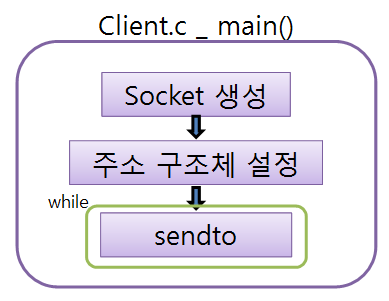 Client.c _ main()
Socket 생성
주소 구조체 설정
while
sendto